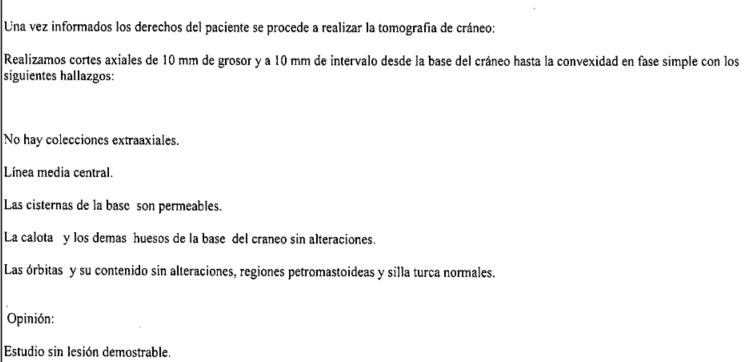 Una vez informados los derechos del paciente se procede a realizar la tomografia de cráneo:
Realizamos cortes axiales de 10 mm de grosor y a 10 mm de intervalo desde la base del cráneo hasta la convexidad en fase simple con los
siguientes hallazgos:
No hay colecciones extraaxiales.
Línea media central.
Las cisternas de la base son permeables.
La calota y los demas huesos de la base del craneo sin alteraciones.
Las órbitas y su contenido sin alteraciones, regiones petromastoideas y silla turca normales.
Opinión:
Estudio sin lesión demostrable.